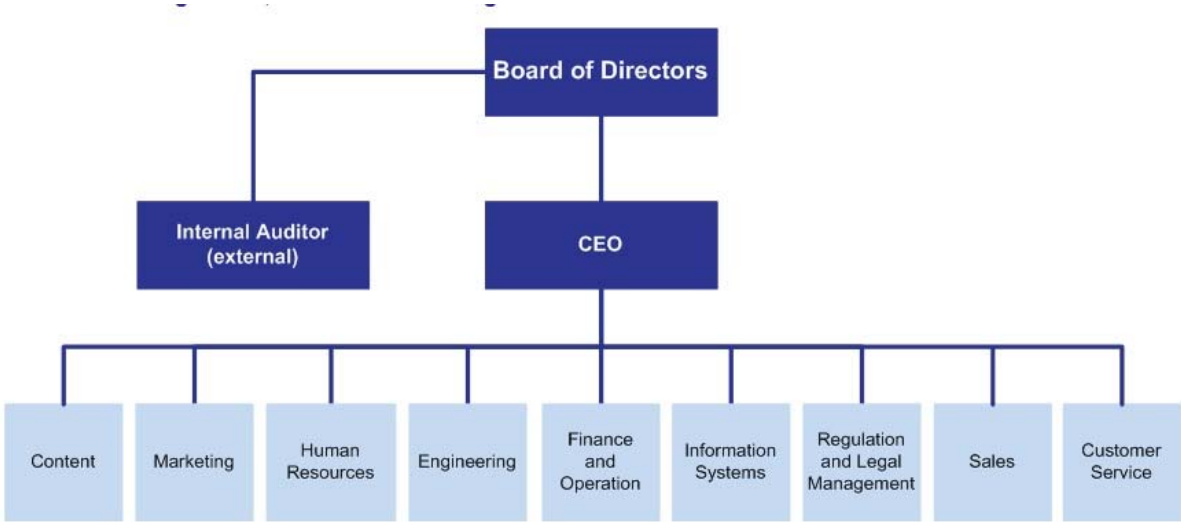 Board of Directors
Internal Auditor
(external)
CEO
Content
Marketing
Human
Resources
Engineering
Finance
and
Operation
Information
Systems
Regulation
and Legal
Management
Sales
Customer
Service